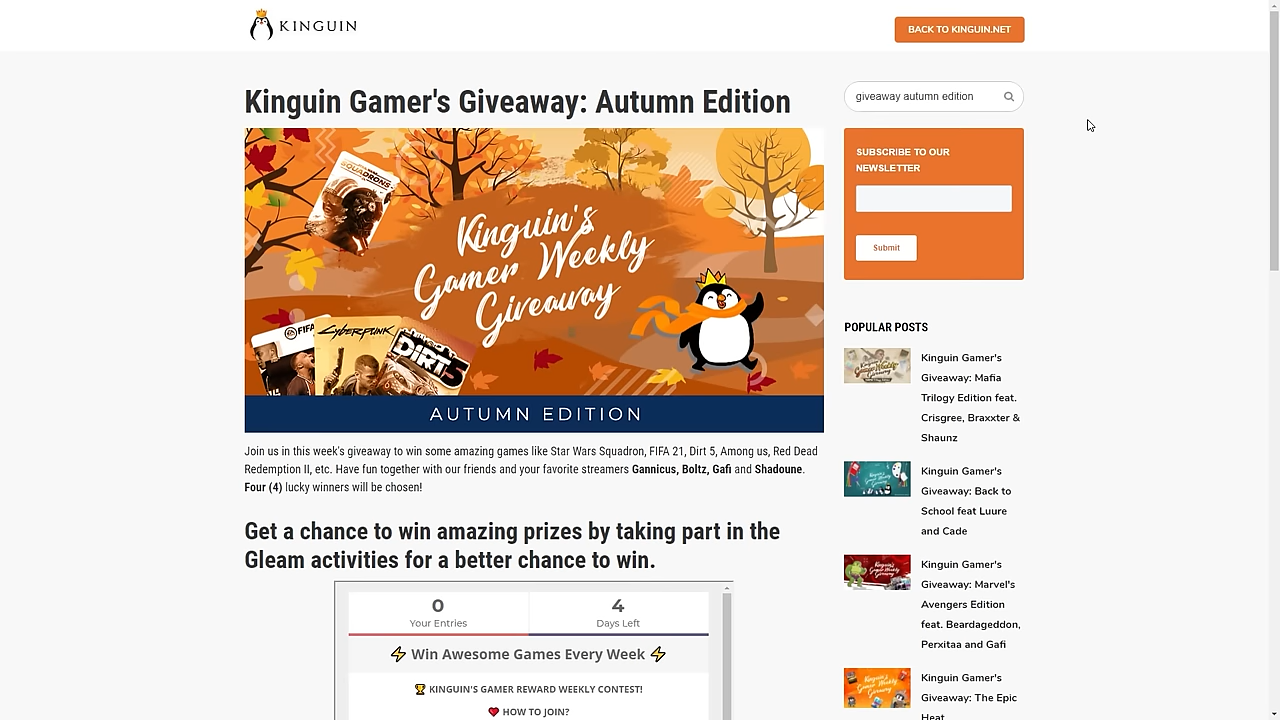 KINGUIN
BACK TO KINGUIN.NET
Kinguin Gamer's Giveaway: Autumn Edition
SQUADRONS
Kinguin's
Gamer Weekly
Giveaway
FIFA
CYBERPUNK
DIRT 5
AUTUMN EDITION
Join us in this week's giveaway to win some amazing games like Star Wars Squadron, FIFA 21, Dirt 5, Among us, Red Dead
Redemption II, etc. Have fun together with our friends and your favorite streamers Gannicus, Boltz, Gafi and Shadoune.
Four (4) lucky winners will be chosen!
Get a chance to win amazing prizes by taking part in the
Gleam activities for a better chance to win.
0
Your Entries
4
Days Left
⚡ Win Awesome Games Every Week ⚡
🏆 KINGUIN'S GAMER REWARD WEEKLY CONTEST!
❤️ HOW TO JOIN?
giveaway autumn edition
SUBSCRIBE TO OUR
NEWSLETTER
Submit
POPULAR POSTS
Kinguin Gamer's
Giveaway: Mafia
Trilogy Edition feat.
Crisgree, Braxxter &
Shaunz
Kinguin Gamer's
Giveaway: Back to
School feat Luure
and Cade
Kinguin Gamer's
Giveaway: Marvel's
Avengers Edition
feat. Beardageddon,
Perxitaa and Gafi
Kinguin Gamer's
Giveaway: The Epic
Heat